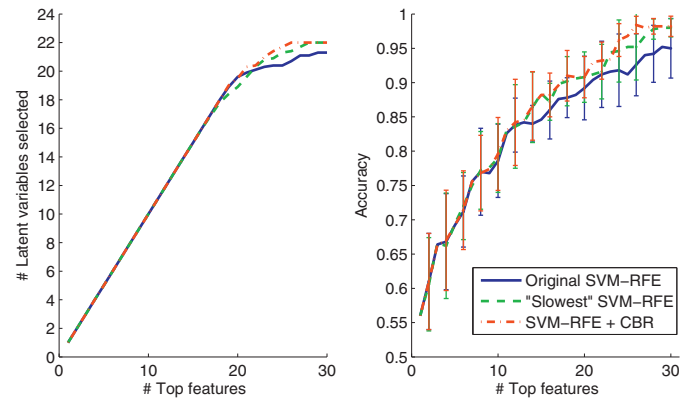 24
22
20
18
16
14
12
10
8
6
4
2
0
# Latent variables selected
0 10 20 30
# Top features
1
0.95
0.9
0.85
0.8
0.75
0.7
0.65
0.6
0.55
0.5
Accuracy
Original SVM-RFE
"Slowest" SVM-RFE
SVM-RFE + CBR
0 10 20 30
# Top features